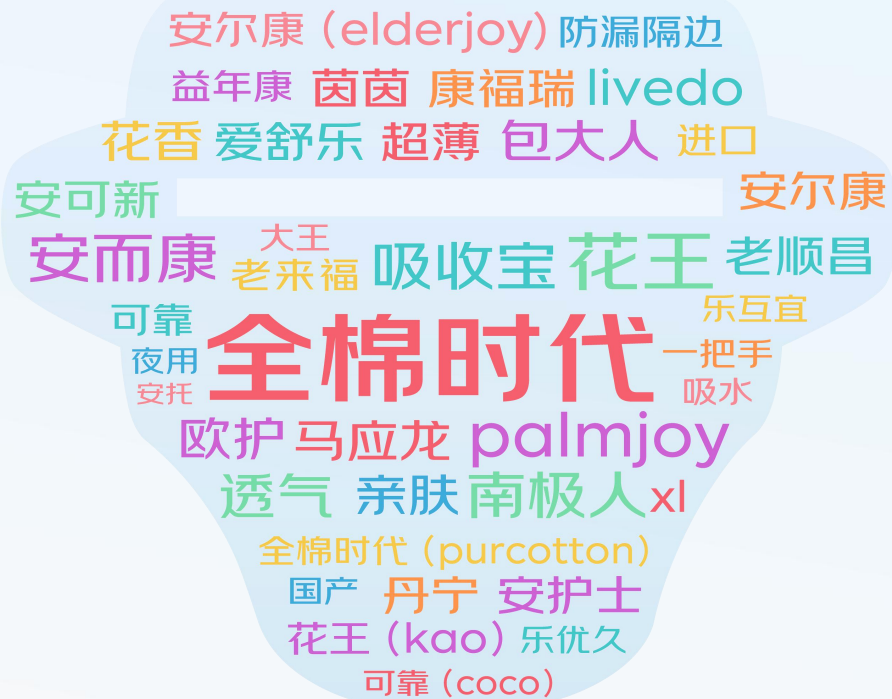 安尔康（elderjoy）防漏隔边
益年康 茵茵 康福瑞 livedo
花香 爱舒乐 超薄 包大人 进口
安可新 安尔康
安而康 大王 老来福 吸收宝 花王 老顺昌
可靠 乐互宜
夜用 全棉时代 一把手
安托 吸水
欧护 马应龙 palmjoy
透气 亲肤 南极人 xl
全棉时代（purcotton）
国产 丹宁 安护士
花王（kao）乐优久
可靠（coco）